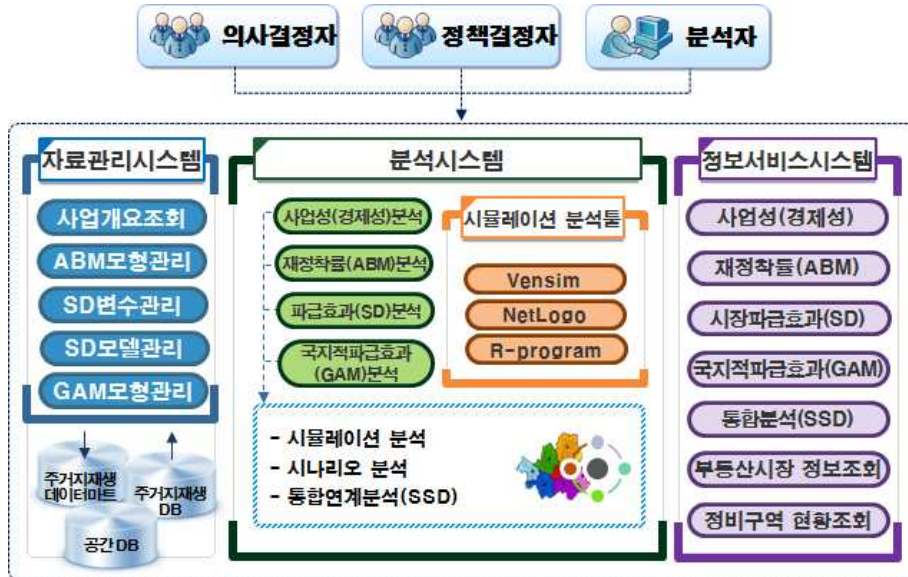 의사결정자
정책결정자
분석자
자료관리시스템
사업개요조회
ABM모형관리
SD변수관리
SD모델관리
GAM모형관리
주거지재생
데이터마트
주거지재생
DB
공간 DB
분석시스템
사업성(경제성)분석
재정착률(ABM)분석
파급효과(SD)분석
국지적파급효과
(GAM)분석
시뮬레이션 분석툴
Vensim
NetLogo
R-program
- 시뮬레이션 분석
- 시나리오 분석
- 통합연계분석(SSD)
정보서비스시스템
사업성(경제성)
재정착률(ABM)
시장파급효과(SD)
국지적파급효과(GAM)
통합분석(SSD)
부동산시장 정보조회
정비구역 현황조회